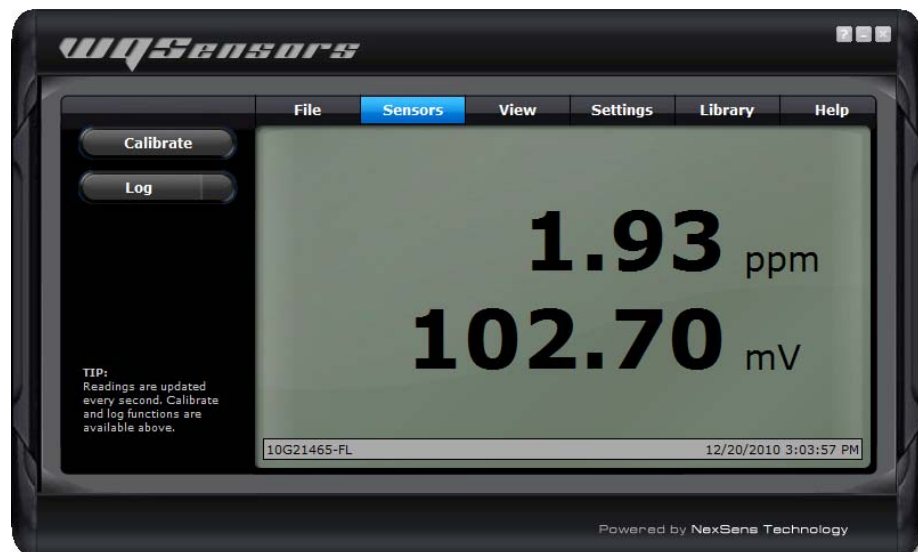 WQSensors
? - x
File Sensors View Settings Library Help
Calibrate
Log
1.93 ppm
102.70 mV
TIP:
Readings are updated
every second. Calibrate
and log functions are
available above.
10G21465-FL 12/20/2010 3:03:57 PM
Powered by NexSens Technology